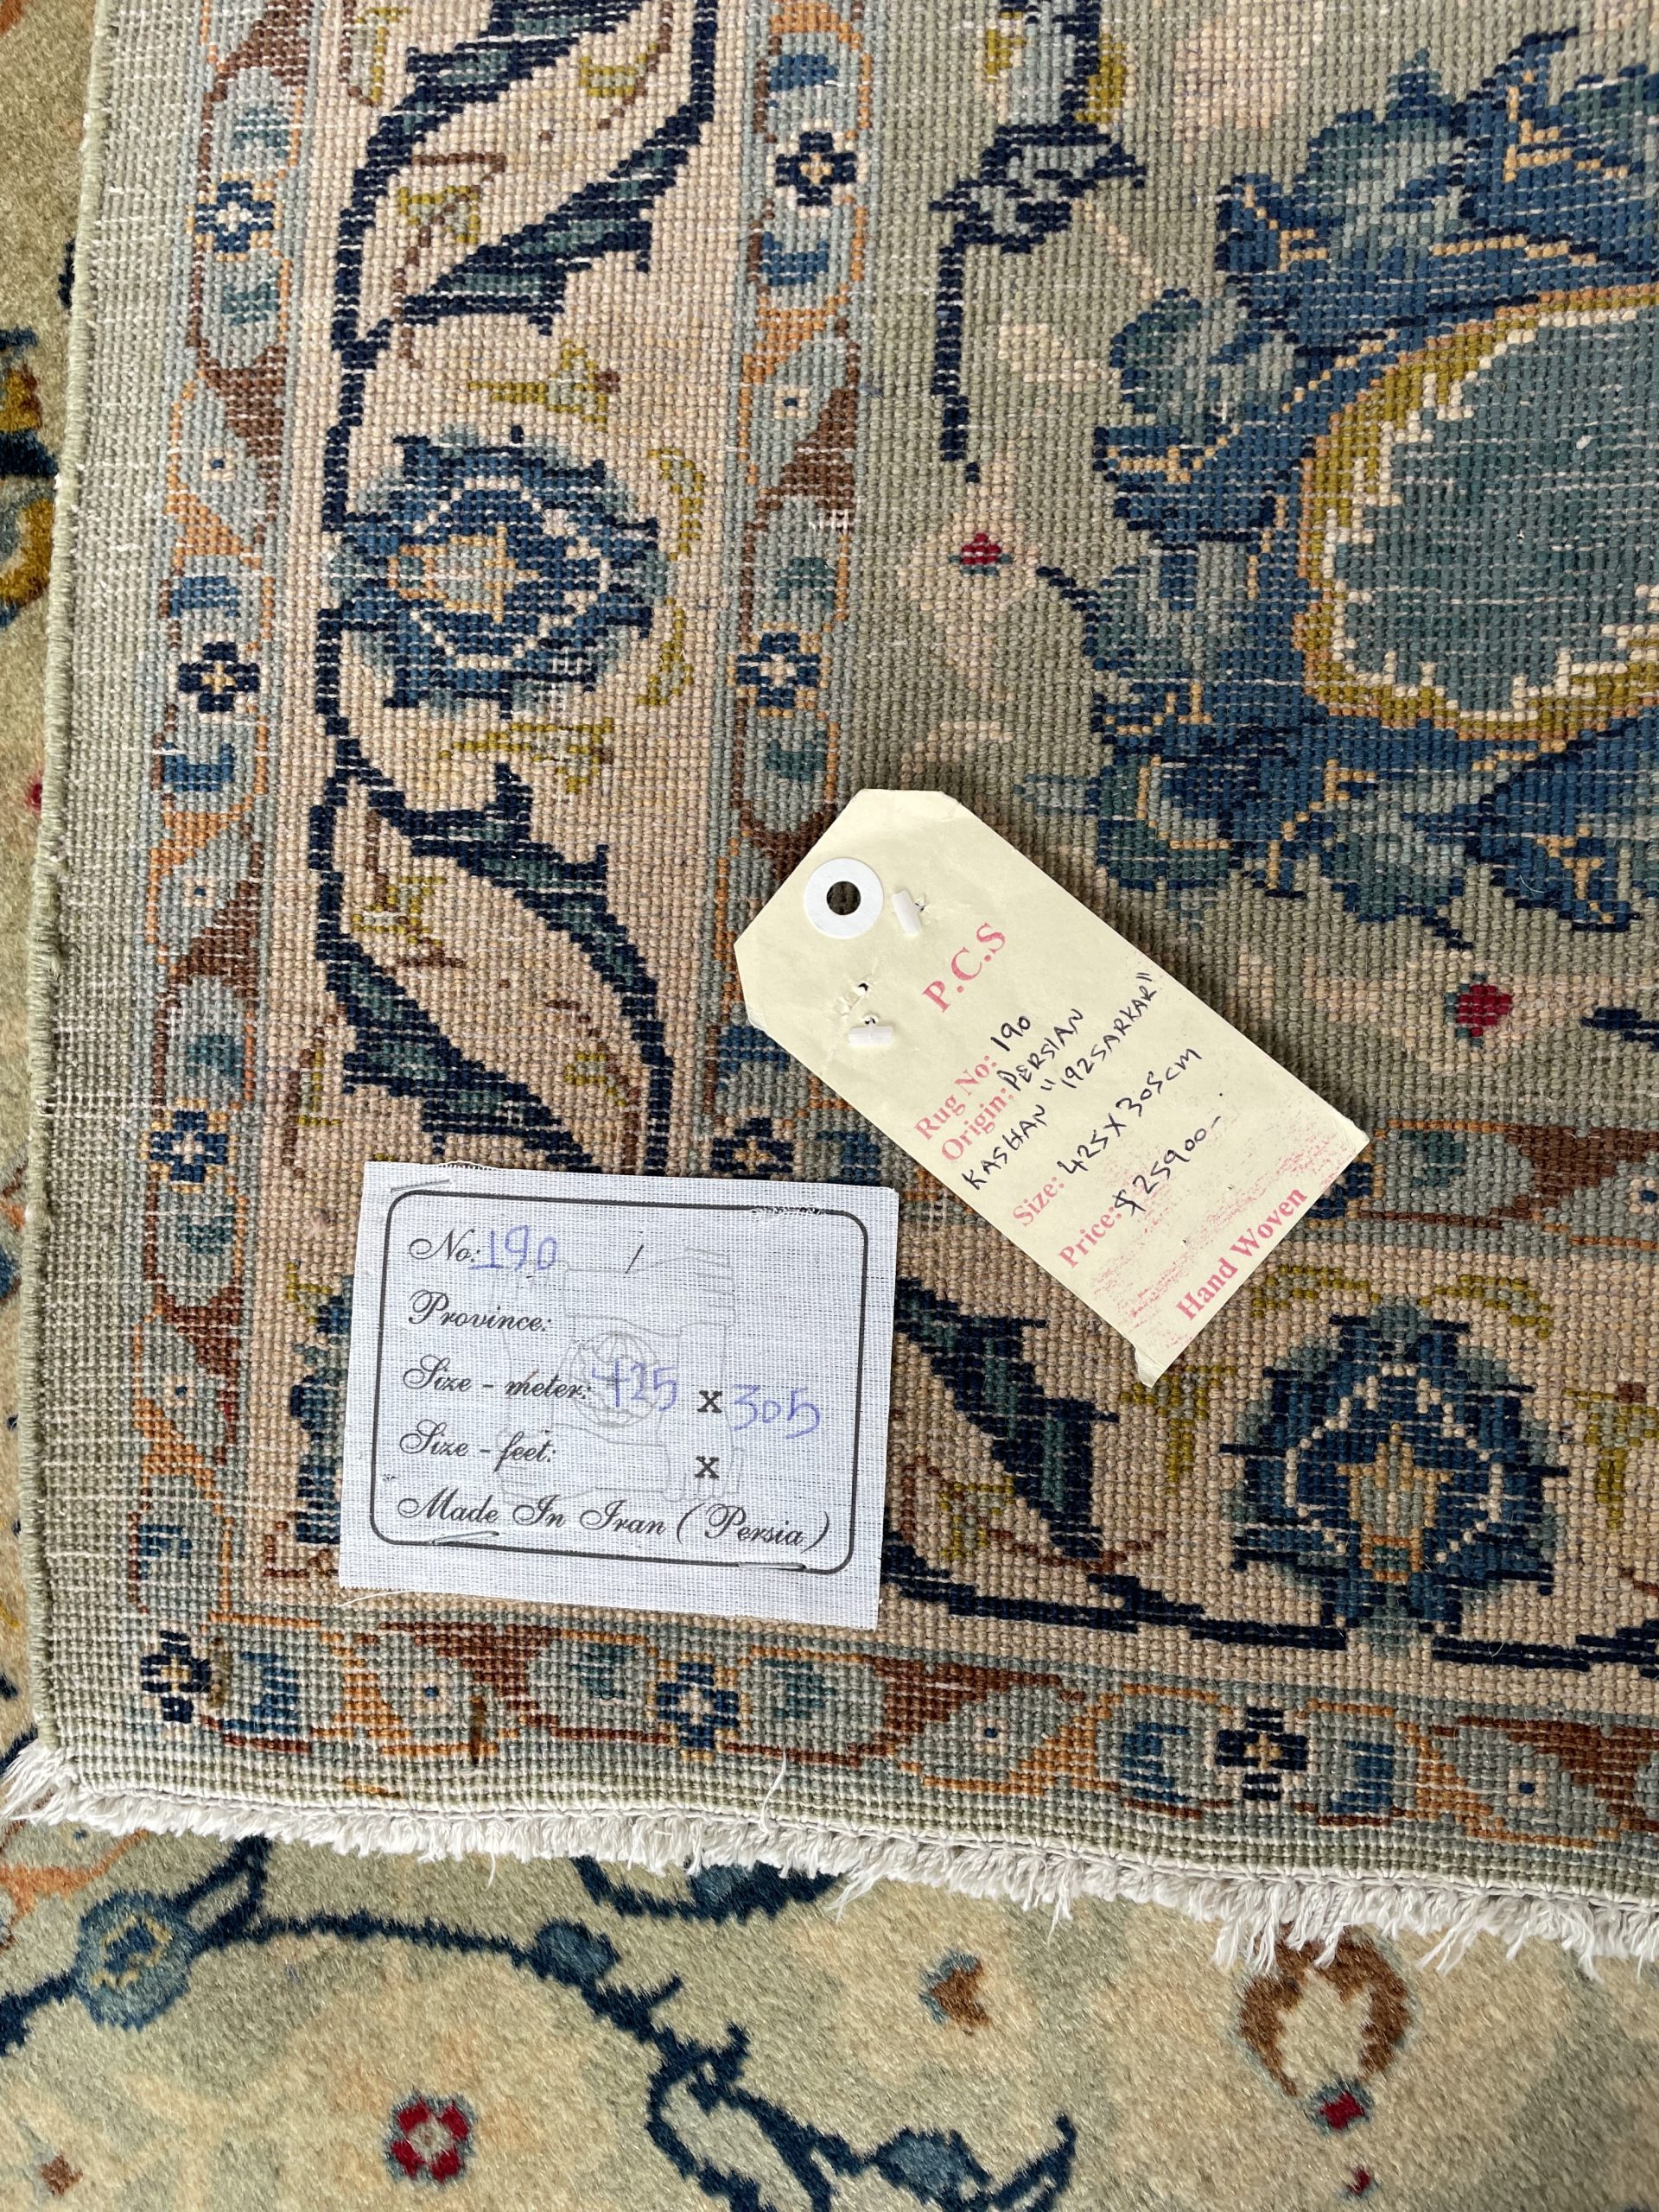 P.C.S
Rug No: 190
Origin: PERSIAN
KASHAN "192SARKAR"
Size: 425X305cm
Price: $25900-
Hand Woven
No: 190 /
Province:
Size - meter: 425 x 305
Size - feet: x
Made In Iran (Persia)